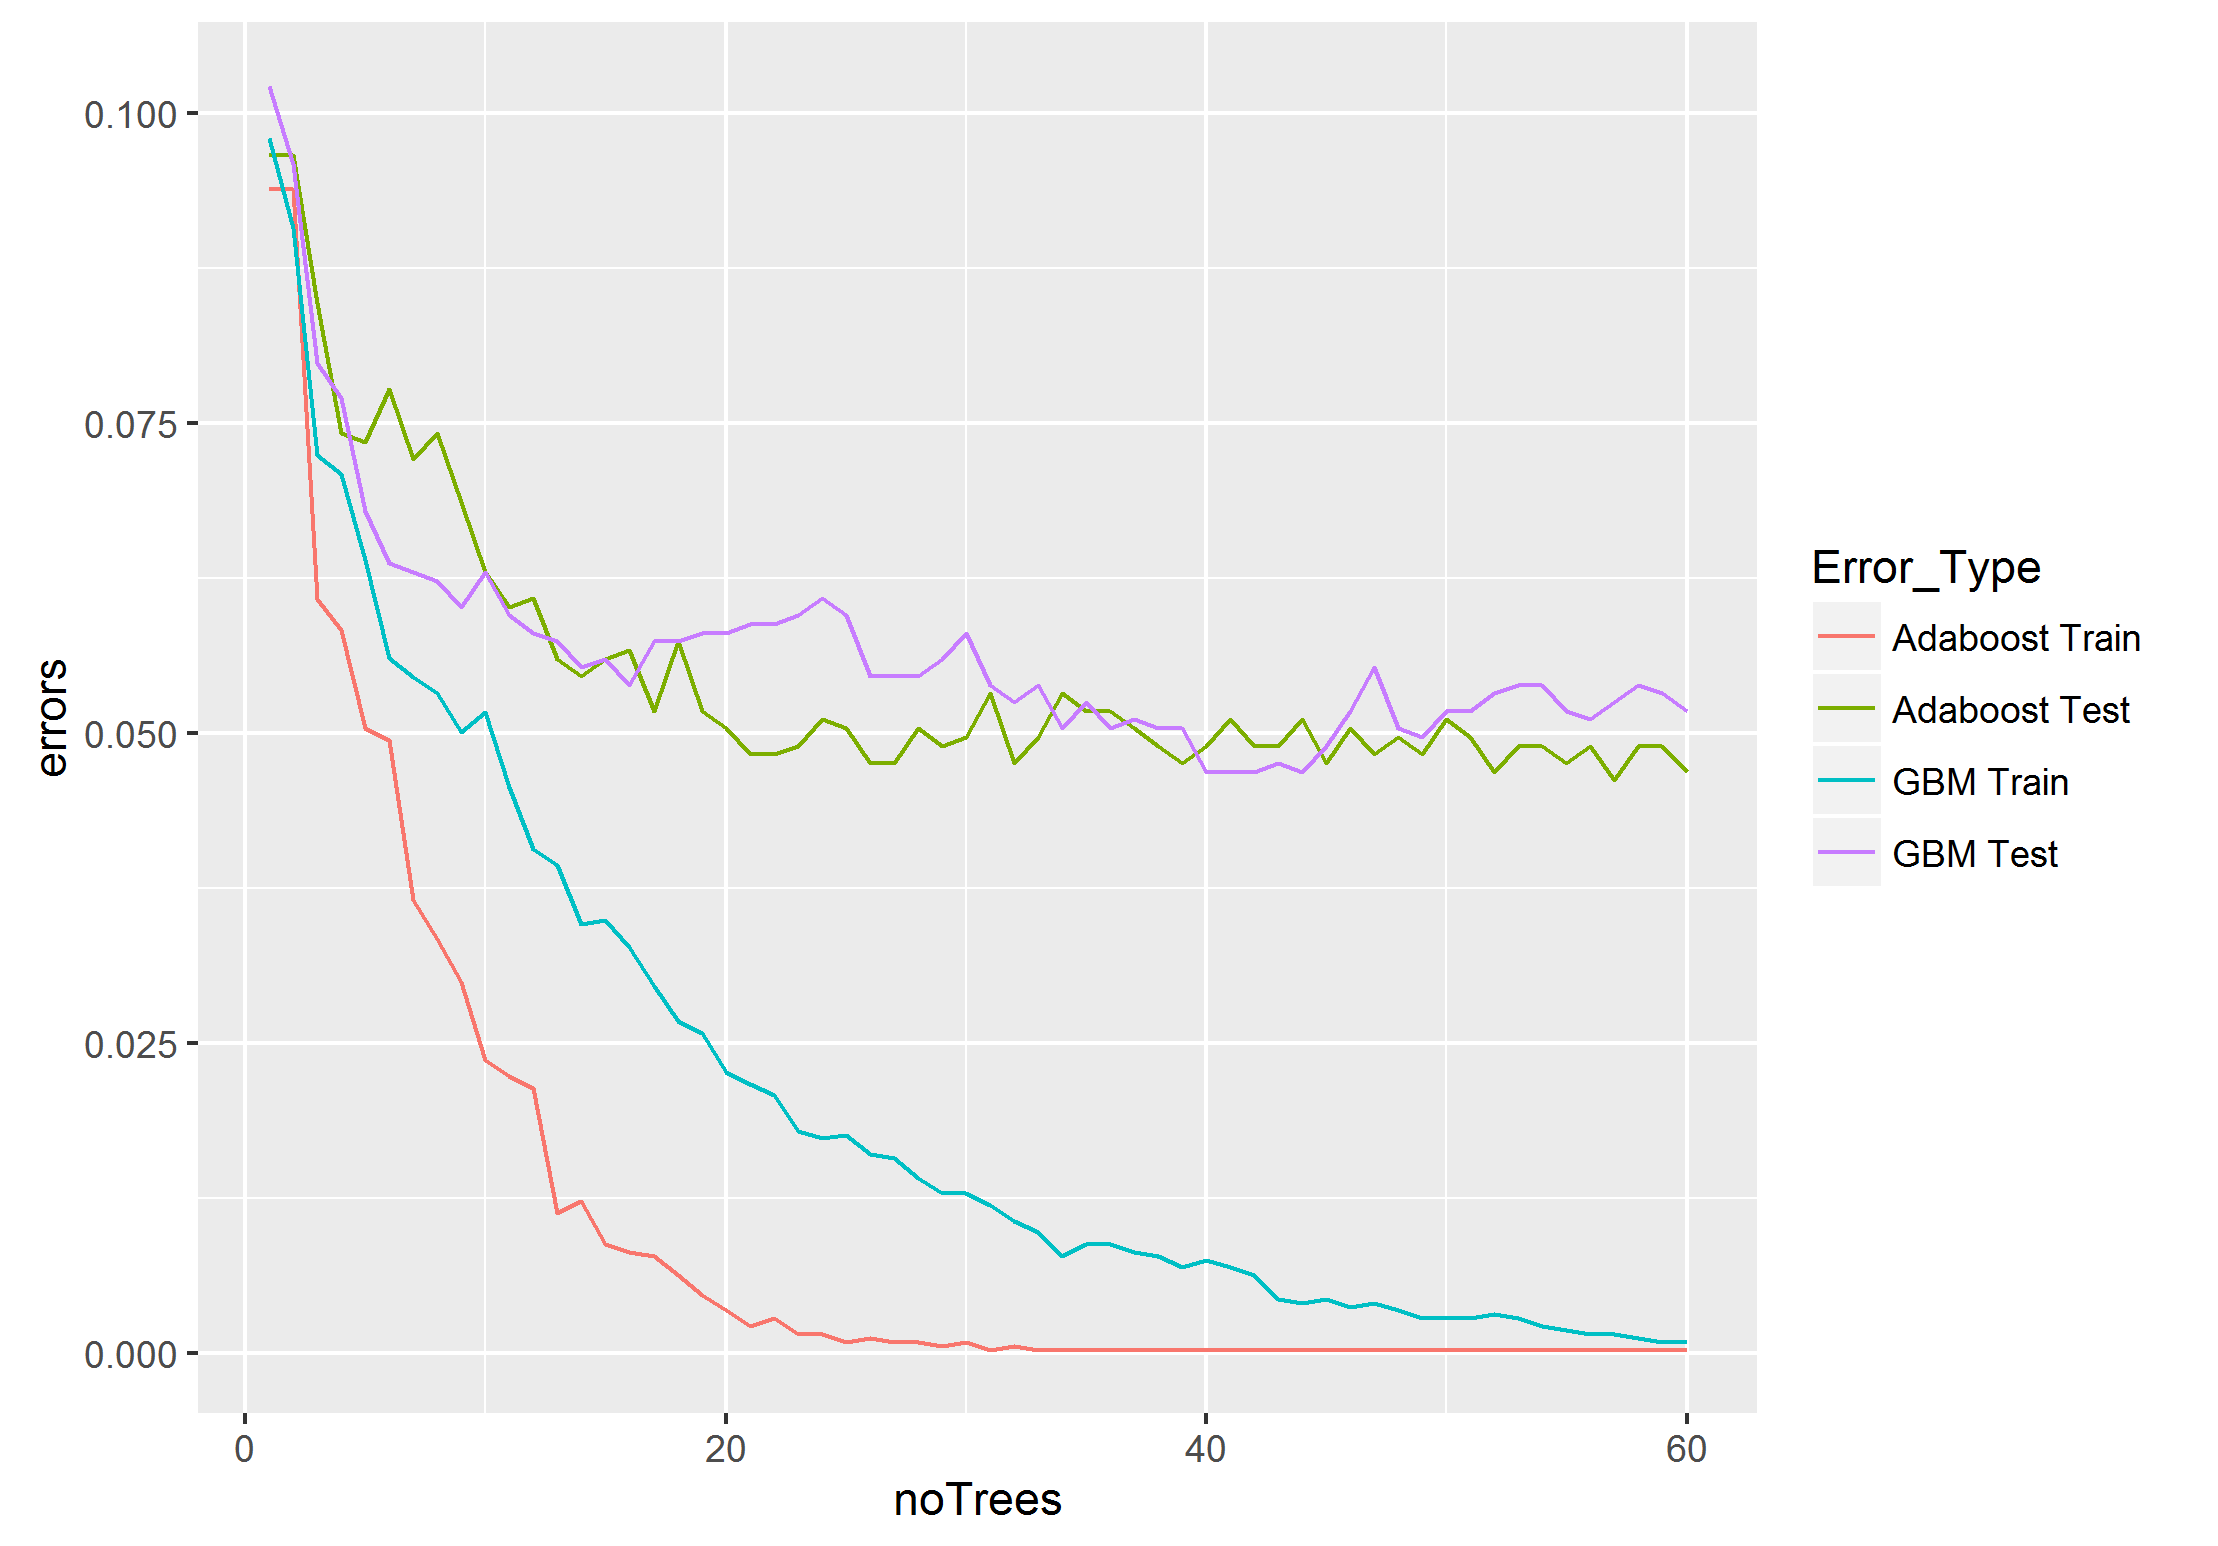 0.100
0.075
0.050
0.025
0.000
errors
0
20
40
60
noTrees
Error_Type
Adaboost Train
Adaboost Test
GBM Train
GBM Test